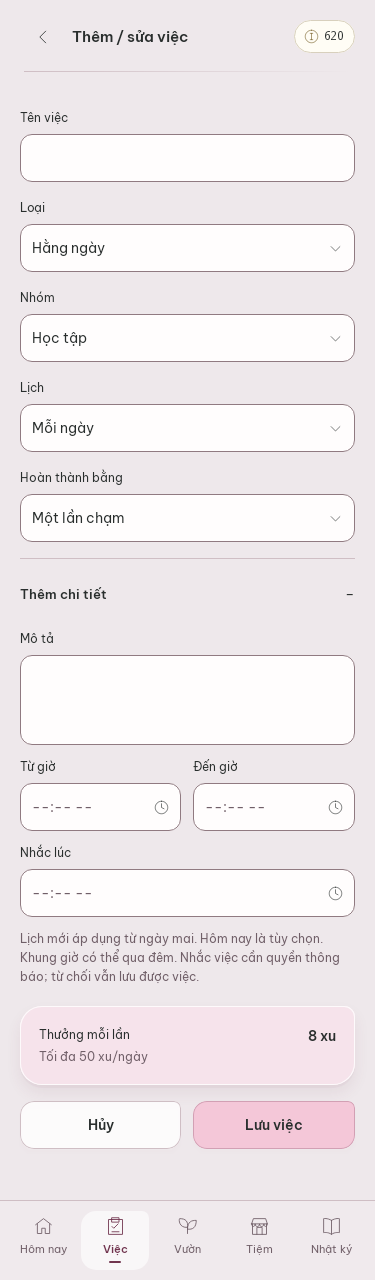 Thêm / sửa việc
620
Tên việc
Loại
Hằng ngày
Nhóm
Học tập
Lịch
Mỗi ngày
Hoàn thành bằng
Một lần chạm
Thêm chi tiết –
Mô tả
Từ giờ Đến giờ
--:-- -- --:-- --
Nhắc lúc
--:-- --
Lịch mới áp dụng từ ngày mai. Hôm nay là tùy chọn.
Khung giờ có thể qua đêm. Nhắc việc cần quyền thông
báo; từ chối vẫn lưu được việc.
Thưởng mỗi lần 8 xu
Tối đa 50 xu/ngày
Hủy Lưu việc
Hôm nay Việc Vườn Tiệm Nhật ký